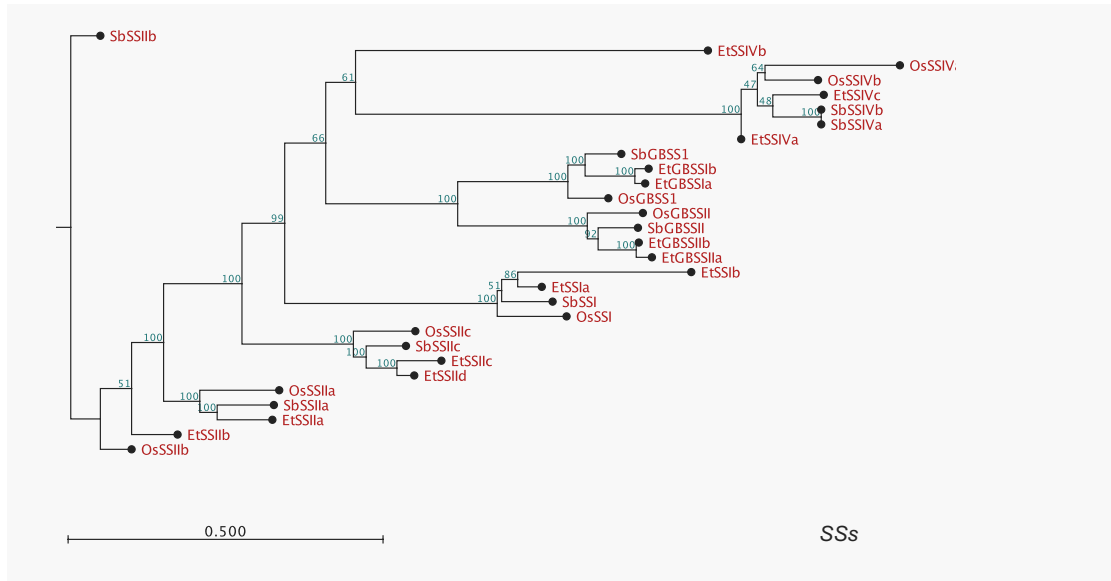 SbSSIIb
EtSSIVb
61
OsSSIV
64
OsSSIVb
47
EtSSIVc
48
SbSSIVb
100
100
SbSSIVa
66
EtSSIVa
SbGBSS1
100
EtGBSSIb
100
100
EtGBSSIa
100
OsGBSS1
OsGBSSII
99
100
SbGBSSII
92
EtGBSSIIb
100
EtGBSSIIa
EtSSIb
100
86
EtSSIa
51
SbSSI
100
OsSSI
OsSSIIc
100
100
SbSSIIc
100
EtSSIIc
100
EtSSIId
51
OsSSIIa
100
SbSSIIa
100
EtSSIIa
EtSSIIb
OsSSIIb
0.500
SSs